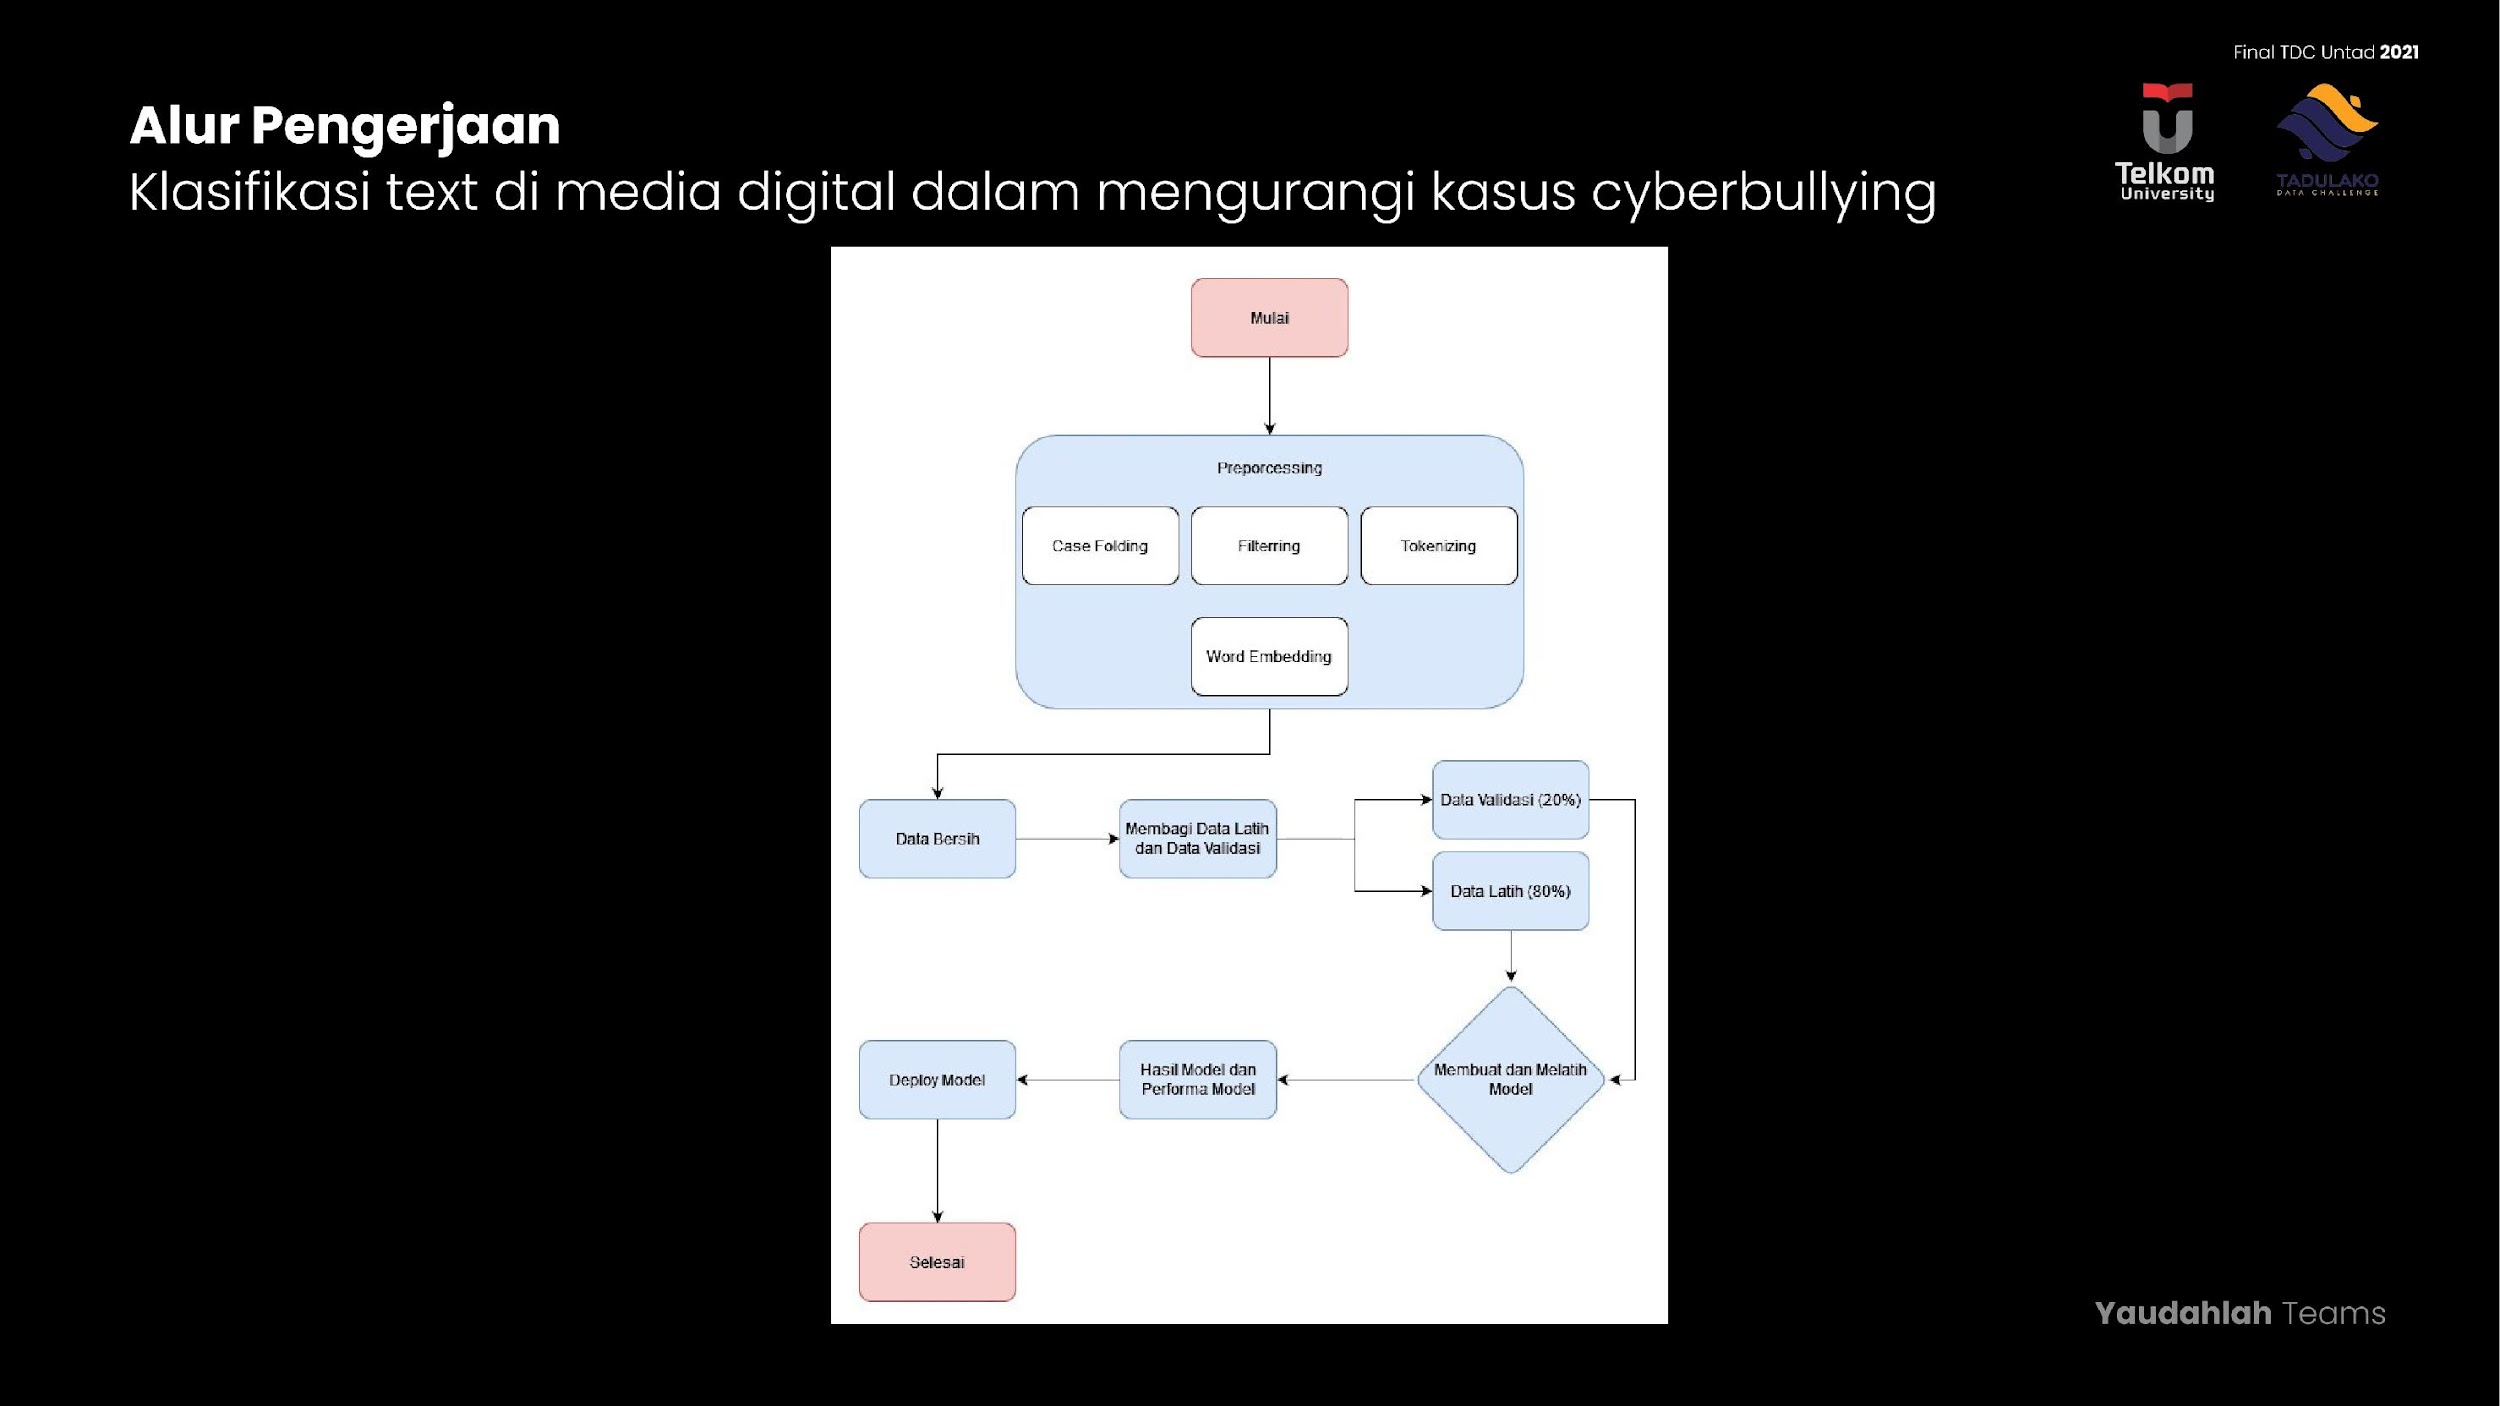 Final TDC Untad 2021
Alur Pengerjaan
Klasifikasi text di media digital dalam mengurangi kasus cyberbullying
Telkom
University
TADULAKO
DATA CHALLENGE
Mulai
Preporcessing
Case Folding
Filterring
Tokenizing
Word Embedding
Data Bersih
Membagi Data Latih
dan Data Validasi
Data Validasi (20%)
Data Latih (80%)
Membuat dan Melatih
Model
Hasil Model dan
Performa Model
Deploy Model
Selesai
Yaudahlah Teams